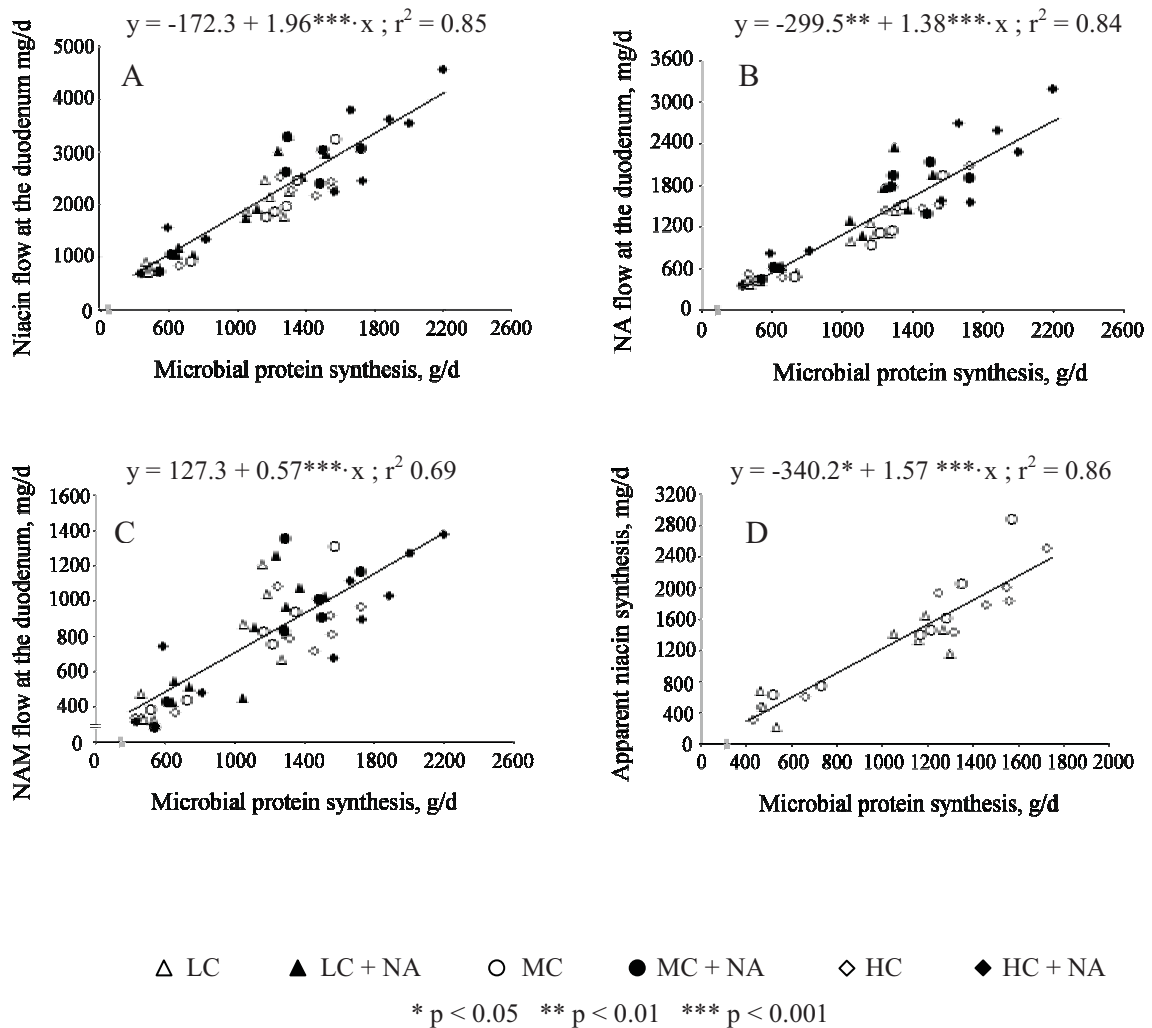 y = -172.3 + 1.96***·x ; r² = 0.85
Niacin flow at the duodenum mg/d
A
5000
4000
3000
2000
1000
0
0 600 1000 1400 1800 2200 2600
Microbial protein synthesis, g/d
y = -299.5** + 1.38***·x ; r² = 0.84
NA flow at the duodenum, mg/d
B
3600
3000
2400
1800
1200
600
0
0 600 1000 1400 1800 2200 2600
Microbial protein synthesis, g/d
y = 127.3 + 0.57***·x ; r² 0.69
NAM flow at the duodenum, mg/d
C
1600
1400
1200
1000
800
600
400
0
0 600 1000 1400 1800 2200 2600
Microbial protein synthesis, g/d
y = -340.2* + 1.57 ***·x ; r² = 0.86
Apparent niacin synthesis, mg/d
D
3200
2800
2400
2000
1600
1200
800
400
0
0 400 600 800 1000 1200 1400 1600 1800 2000
Microbial protein synthesis, g/d
LC LC + NA MC MC + NA HC HC + NA
* p < 0.05 ** p < 0.01 *** p < 0.001